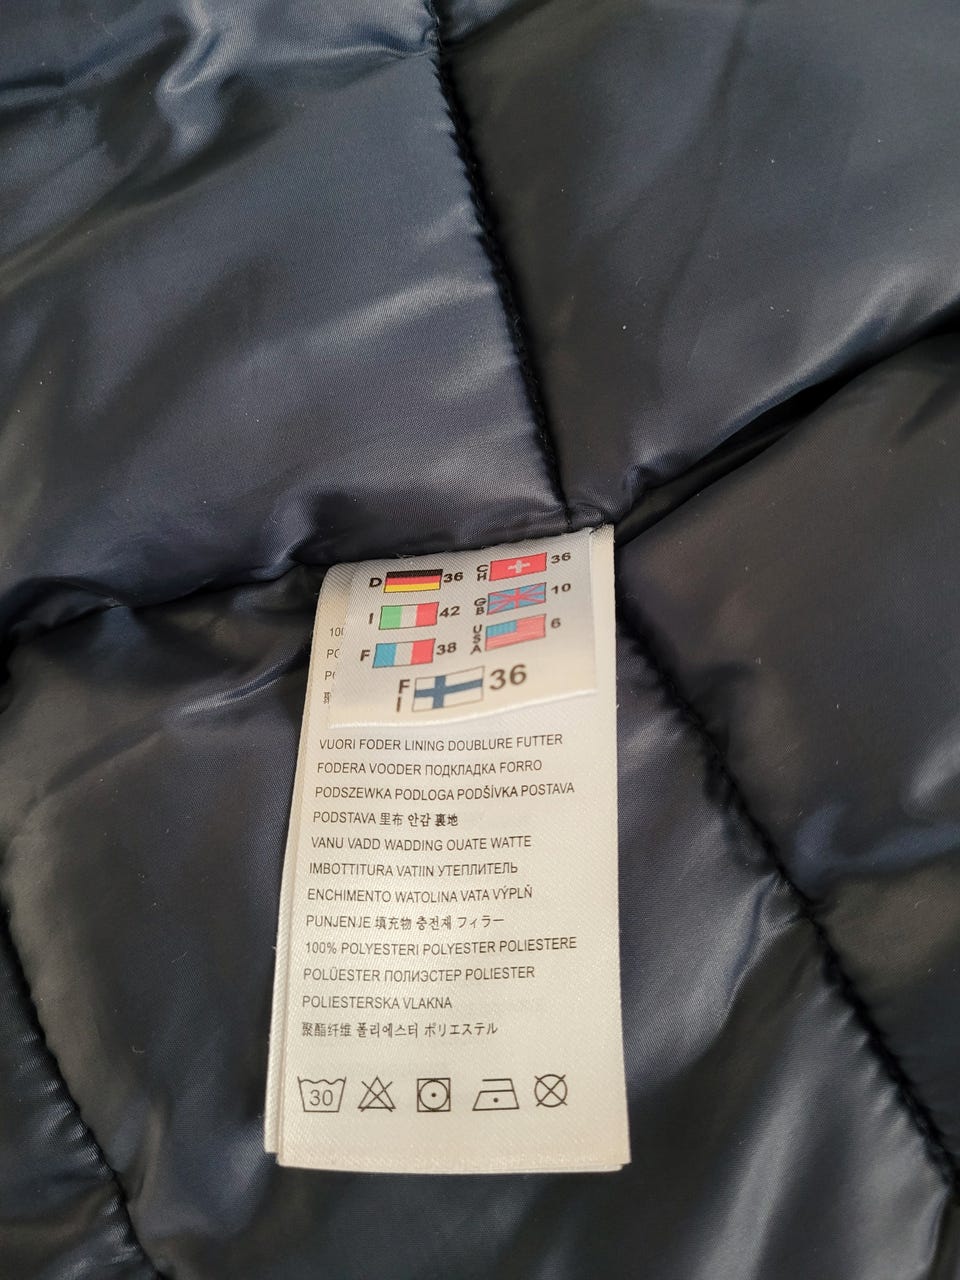 D 36 CH 36
I 42 GB 10
F 38 USA 6
FI 36
VUORI FODER LINING DOUBLURE FUTTER
FODERA VOODER ПОДКЛАДКА FORRO
PODSZEWKA PODLOGA PODŠÍVKA POSTAVA
PODSTAVA 里布 안감 裏地
VANU VADD WADDING OUATE WATTE
IMBOTTITURA VATIIN УТЕПЛИТЕЛЬ
ENCHIMENTO WATOLINA VATA VÝPLŇ
PUNJENJE 填充物 충전재 フィラー
100% POLYESTERI POLYESTER POLIESTERE
POLÜESTER ПОЛИЭСТЕР POLIESTER
POLIESTERSKA VLAKNA
聚酯纤维 폴리에스터 ポリエステル
30